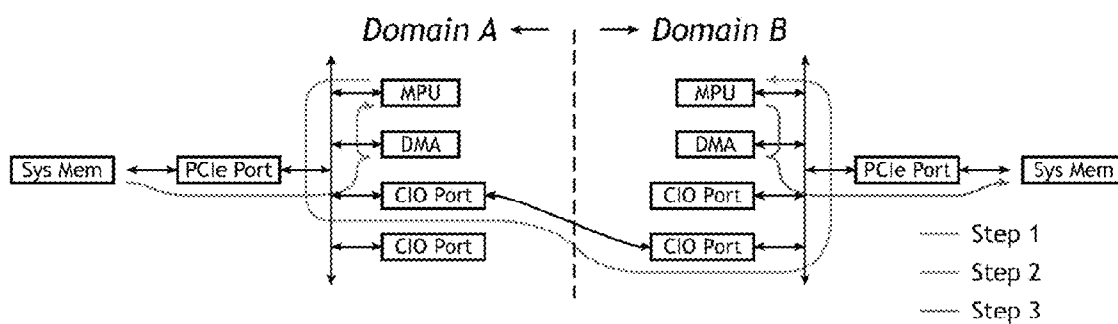 Domain A
Domain B
MPU
MPU
DMA
DMA
Sys Mem
PCIe Port
PCIe Port
Sys Mem
CIO Port
CIO Port
CIO Port
CIO Port
Step 1
Step 2
Step 3